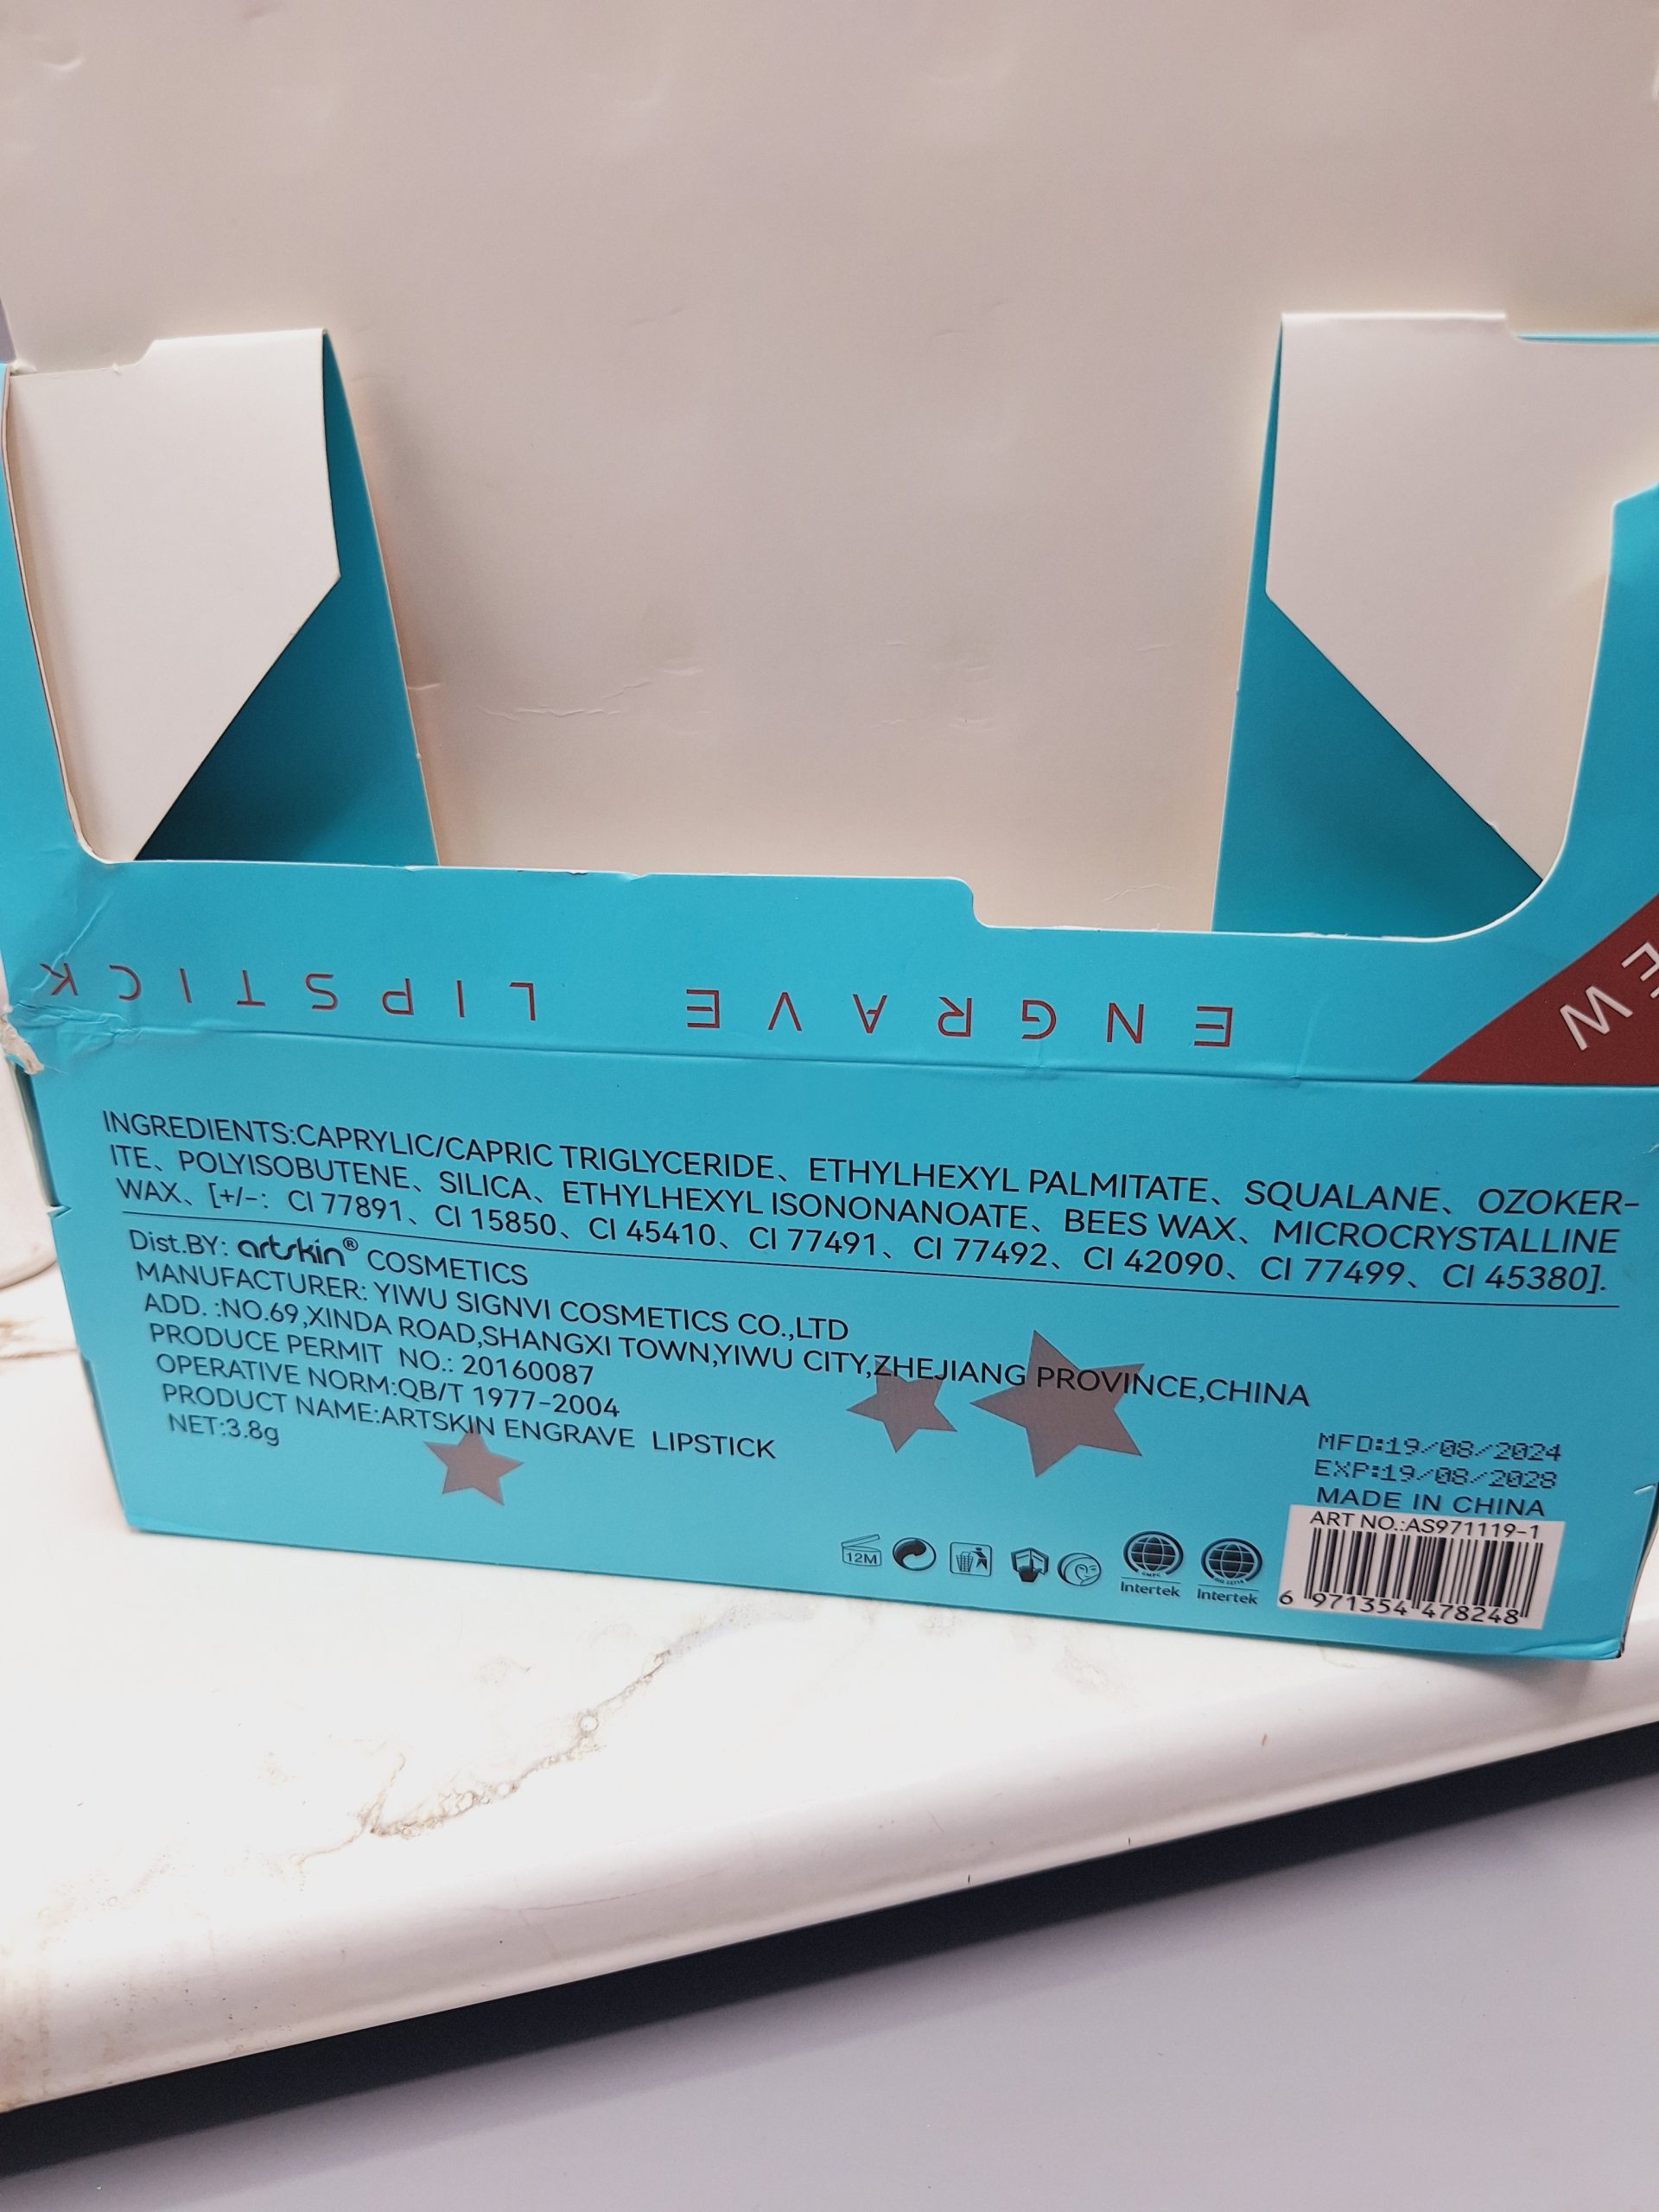 ENGRAVE LIPSTICK
EW
INGREDIENTS:CAPRYLIC/CAPRIC TRIGLYCERIDE、ETHYLHEXYL PALMITATE、SQUALANE、OZOKER-
ITE、POLYISOBUTENE、SILICA、ETHYLHEXYL ISONONANOATE、BEES WAX、MICROCRYSTALLINE
WAX、[+/-: CI 77891、CI 15850、CI 45410、CI 77491、CI 77492、CI 42090、CI 77499、CI 45380].
Dist.BY: artskin® COSMETICS
MANUFACTURER: YIWU SIGNVI COSMETICS CO.,LTD
ADD. :NO.69,XINDA ROAD,SHANGXI TOWN,YIWU CITY,ZHEJIANG PROVINCE,CHINA
PRODUCE PERMIT NO.: 20160087
OPERATIVE NORM:QB/T 1977-2004
PRODUCT NAME:ARTSKIN ENGRAVE LIPSTICK
NET:3.8g
MFD:19/08/2024
EXP:19/08/2028
MADE IN CHINA
ART NO.:AS971119-1
6 971354 478248
12M
Intertek
Intertek